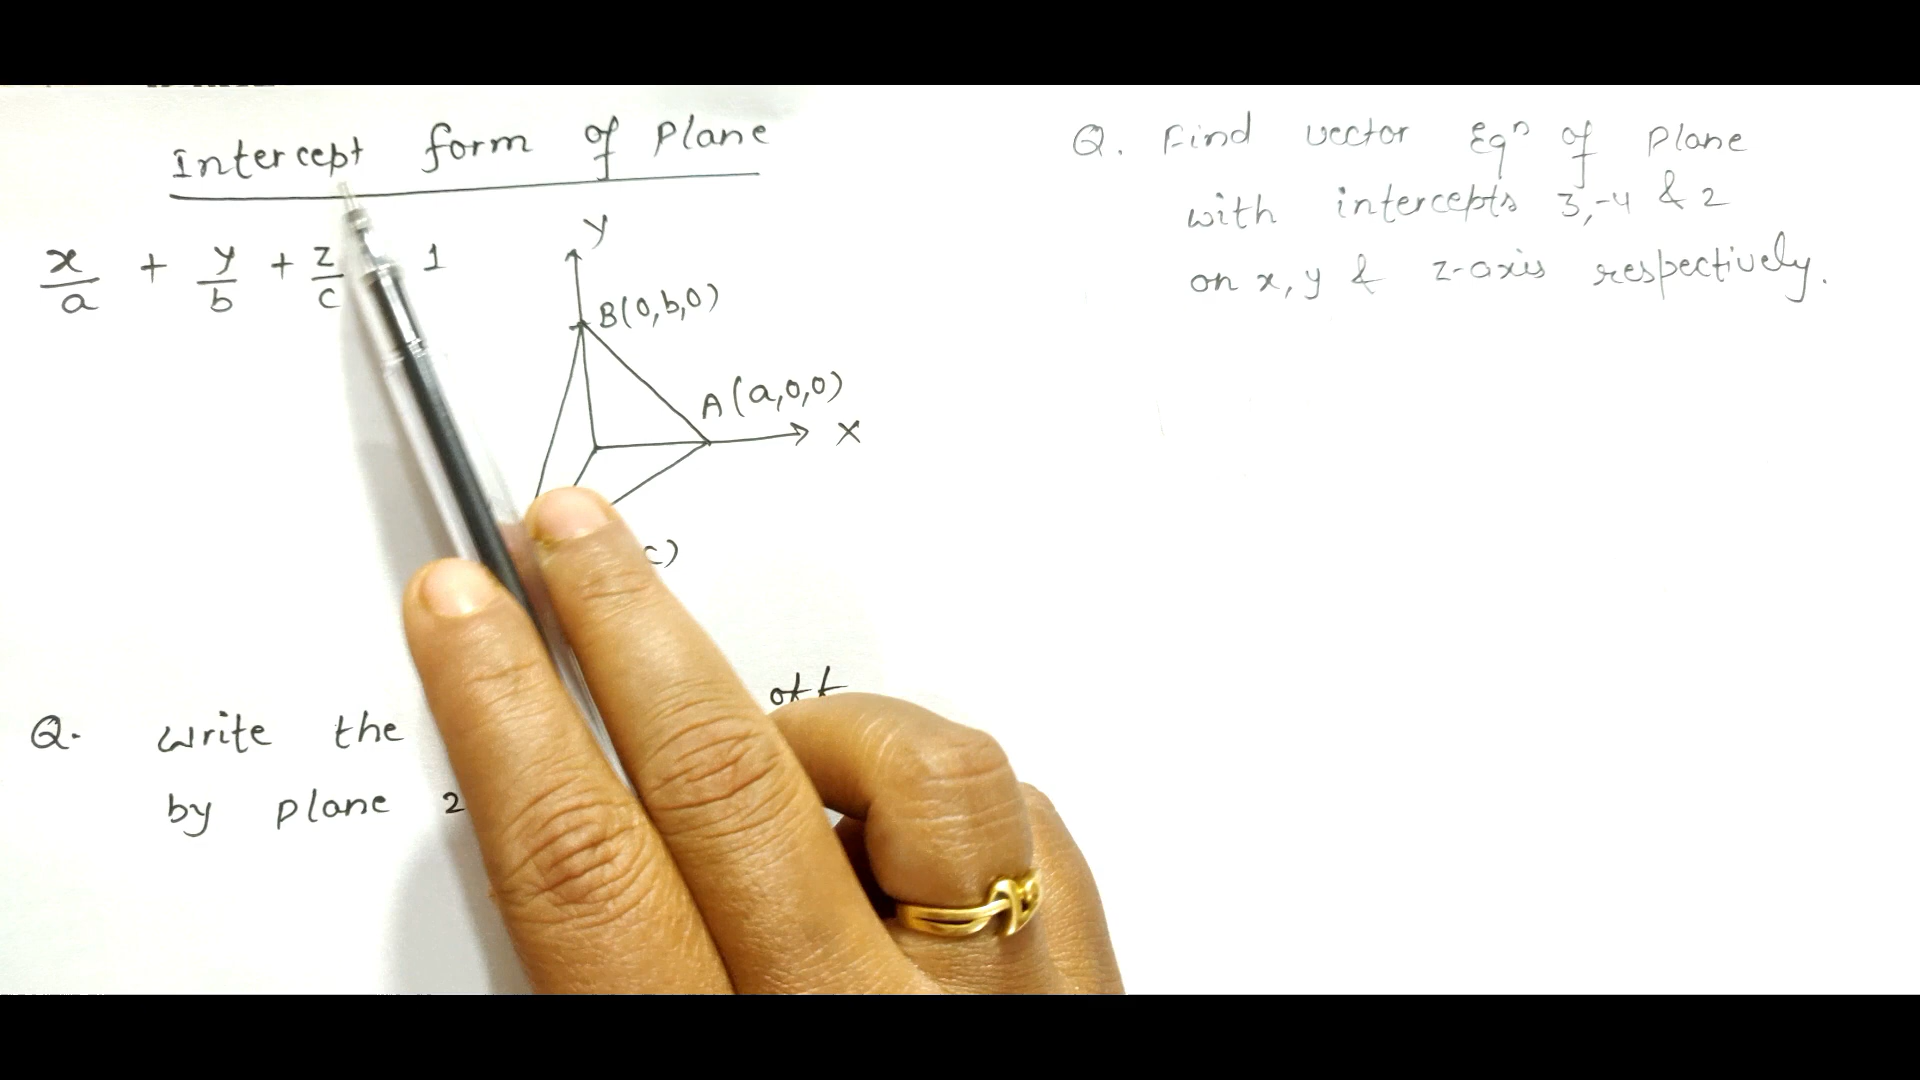 Intercept form of Plane
x/a + y/b + z/c 1
y
B(0,b,0)
A(a,0,0)
x
c)
Q. write the off
by plane 2
Q. Find vector Eqⁿ of Plane
with intercepts 3,-4 & 2
on x, y & z-axis respectively.